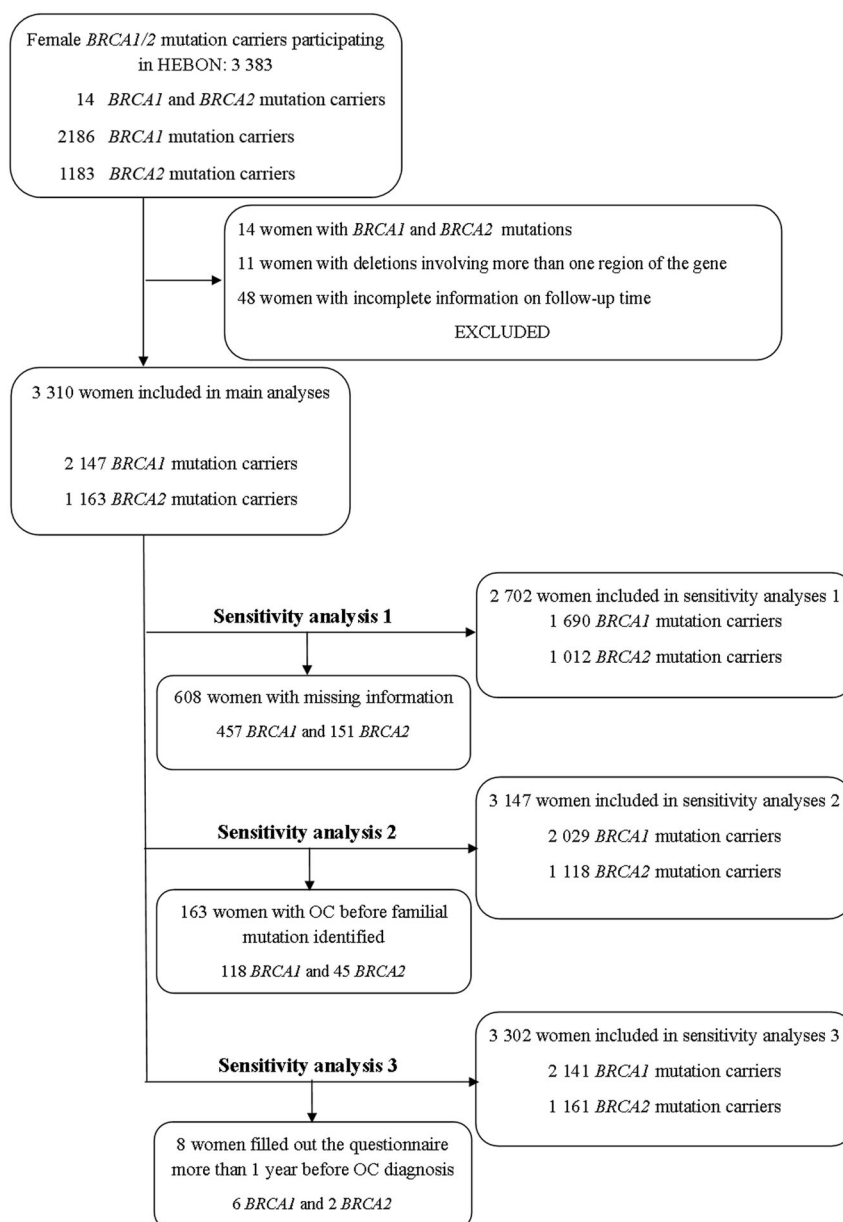 Female BRCA1/2 mutation carriers participating
in HEBON: 3 383
14 BRCA1 and BRCA2 mutation carriers
2186 BRCA1 mutation carriers
1183 BRCA2 mutation carriers
14 women with BRCA1 and BRCA2 mutations
11 women with deletions involving more than one region of the gene
48 women with incomplete information on follow-up time
EXCLUDED
3 310 women included in main analyses
2 147 BRCA1 mutation carriers
1 163 BRCA2 mutation carriers
Sensitivity analysis 1
2 702 women included in sensitivity analyses 1
1 690 BRCA1 mutation carriers
1 012 BRCA2 mutation carriers
608 women with missing information
457 BRCA1 and 151 BRCA2
Sensitivity analysis 2
3 147 women included in sensitivity analyses 2
2 029 BRCA1 mutation carriers
1 118 BRCA2 mutation carriers
163 women with OC before familial
mutation identified
118 BRCA1 and 45 BRCA2
Sensitivity analysis 3
3 302 women included in sensitivity analyses 3
2 141 BRCA1 mutation carriers
1 161 BRCA2 mutation carriers
8 women filled out the questionnaire
more than 1 year before OC diagnosis
6 BRCA1 and 2 BRCA2